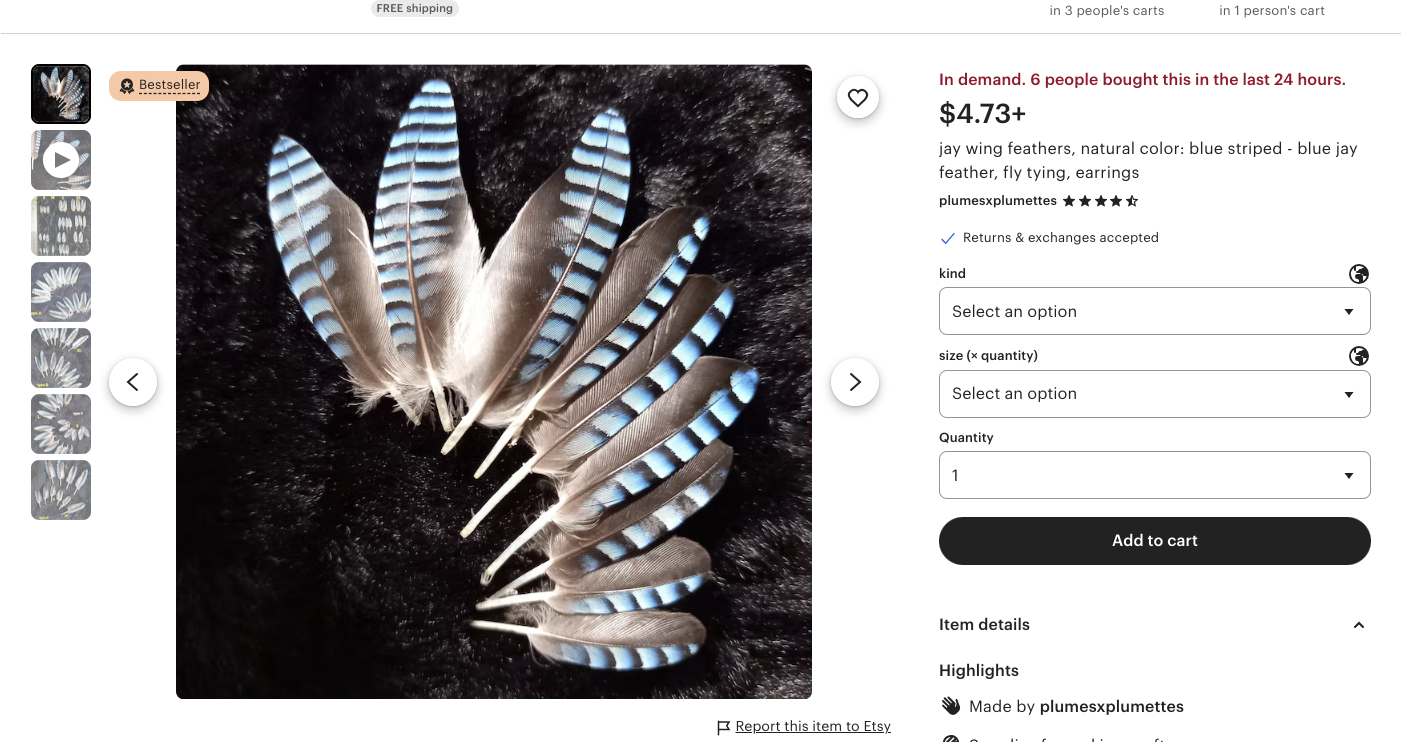 FREE shipping
in 3 people's carts
in 1 person's cart
Bestseller
In demand. 6 people bought this in the last 24 hours.
$4.73+
jay wing feathers, natural color: blue striped - blue jay
feather, fly tying, earrings
plumesxplumettes
Returns & exchanges accepted
kind
Select an option
size (× quantity)
Select an option
Quantity
1
Add to cart
Item details
Highlights
Made by plumesxplumettes
Report this item to Etsy